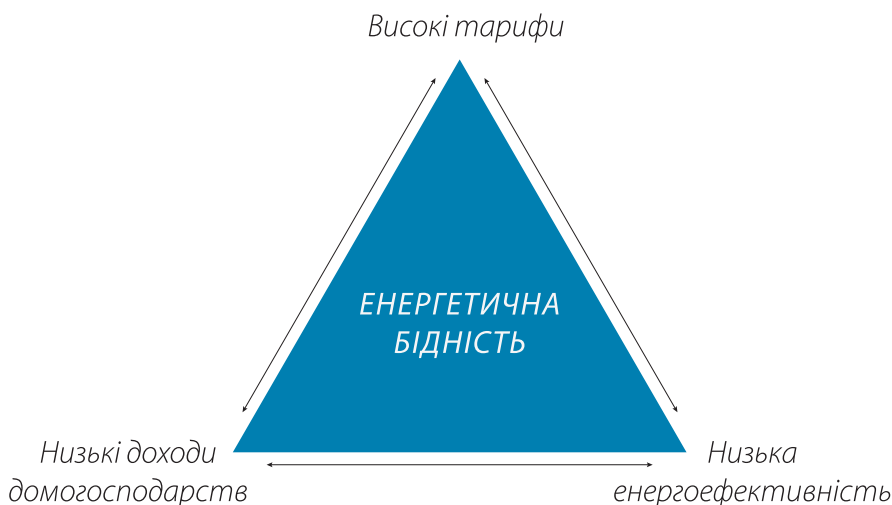 Високі тарифи
ЕНЕРГЕТИЧНА
БІДНІСТЬ
Низькі доходи
домогосподарств
Низька
енергоефективність